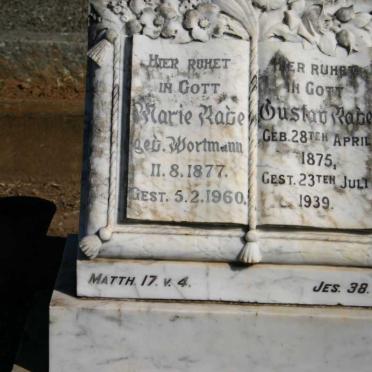 HIER RUHET
IN GOTT
Marie Rabe
geb. Wortmann
11.8.1877.
GEST. 5.2.1960.
HIER RUHET
IN GOTT
Gustav Rabe
GEB. 28TEN APRIL
1875,
GEST. 23TEN JULI
1939.
MATTH. 17. V. 4.
JES. 38.